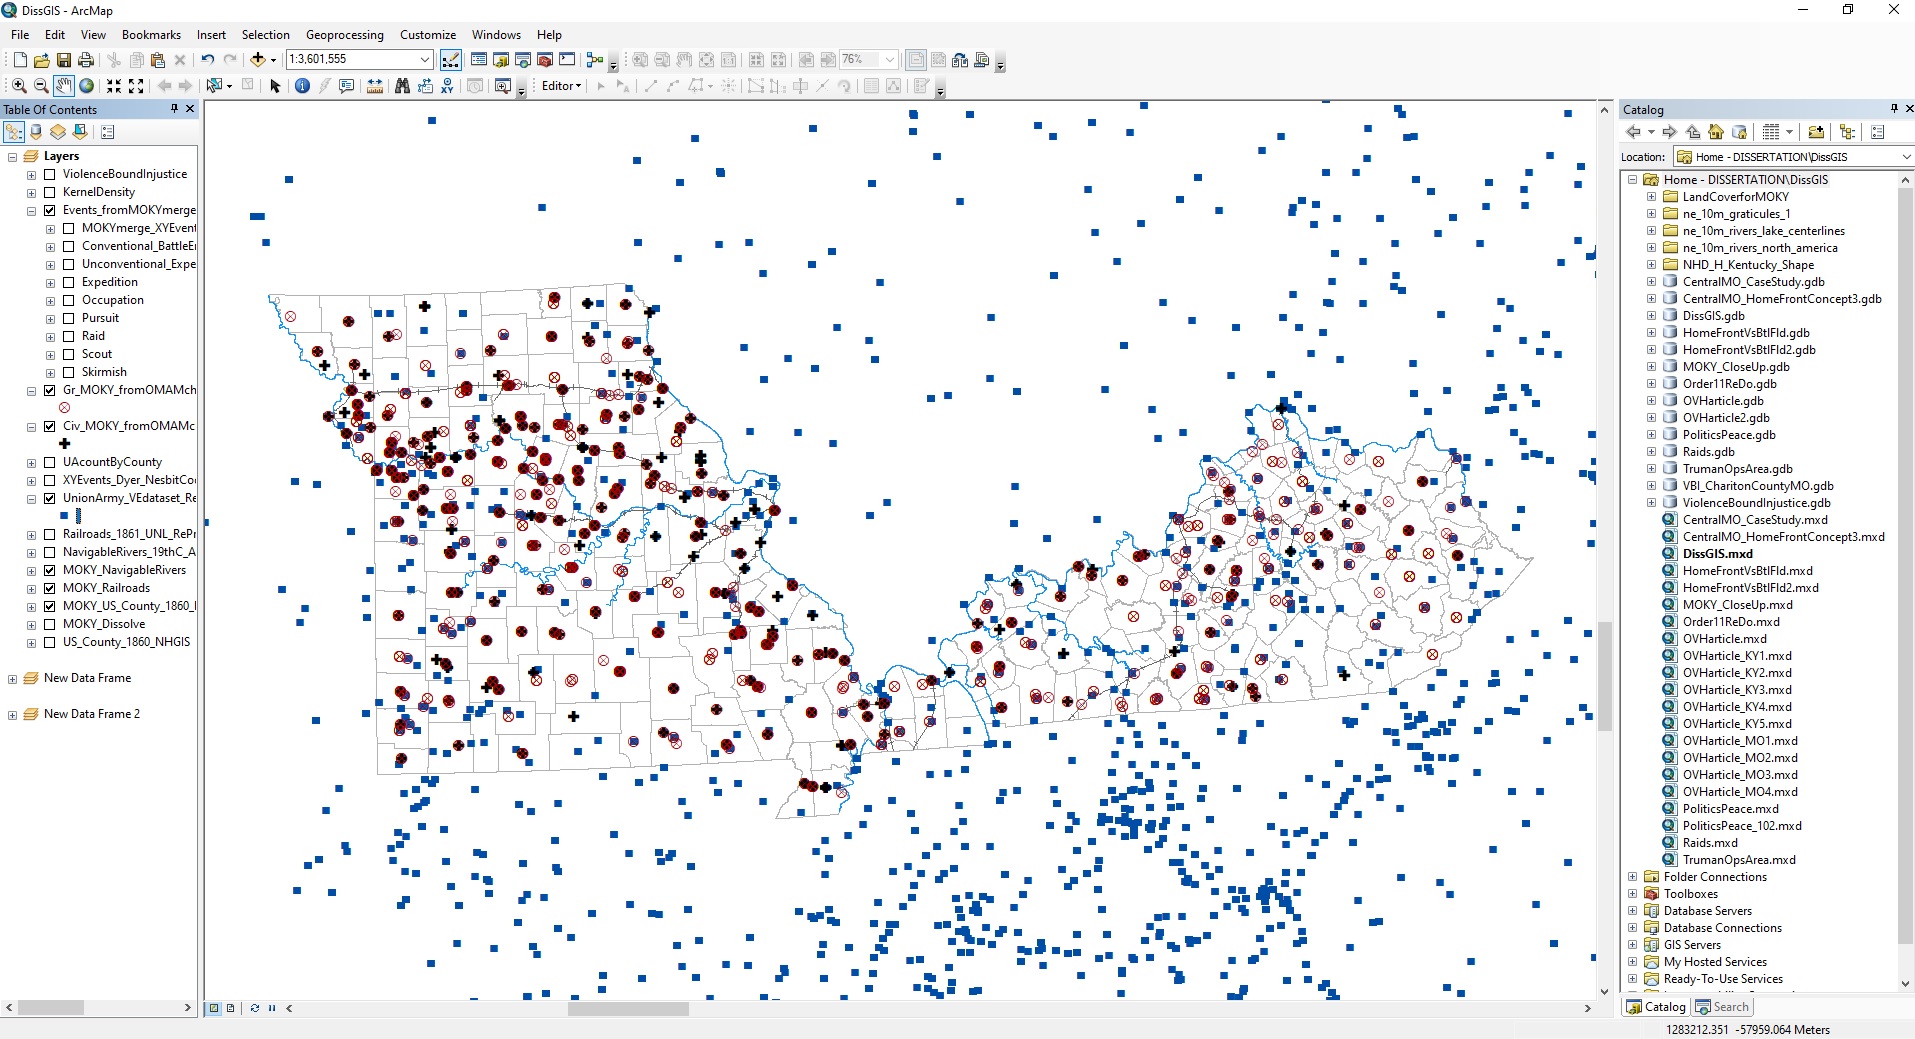 DissGIS - ArcMap
File Edit View Bookmarks Insert Selection Geoprocessing Customize Windows Help
1:3,601,555
76%
Editor
Table Of Contents
Layers
ViolenceBoundInjustice
KernelDensity
Events_fromMOKYmerge
MOKYmerge_XYEvent
Conventional_BattleEn
Unconventional_Expe
Expedition
Occupation
Pursuit
Raid
Scout
Skirmish
Gr_MOKY_fromOMAMch
Civ_MOKY_fromOMAMc
UAcountByCounty
XYEvents_Dyer_NesbitCo
UnionArmy_VEdataset_Re
Railroads_1861_UNL_RePr
NavigableRivers_19thC_A
MOKY_NavigableRivers
MOKY_Railroads
MOKY_US_County_1860_
MOKY_Dissolve
US_County_1860_NHGIS
New Data Frame
New Data Frame 2
Catalog
Location: Home - DISSERTATION\DissGIS
Home - DISSERTATION\DissGIS
LandCoverforMOKY
ne_10m_graticules_1
ne_10m_rivers_lake_centerlines
ne_10m_rivers_north_america
NHD_H_Kentucky_Shape
CentralMO_CaseStudy.gdb
CentralMO_HomeFrontConcept3.gdb
DissGIS.gdb
HomeFrontVsBtlFld.gdb
HomeFrontVsBtlFld2.gdb
MOKY_CloseUp.gdb
Order11ReDo.gdb
OVHarticle.gdb
OVHarticle2.gdb
PoliticsPeace.gdb
Raids.gdb
TrumanOpsArea.gdb
VBI_CharitonCountyMO.gdb
ViolenceBoundInjustice.gdb
CentralMO_CaseStudy.mxd
CentralMO_HomeFrontConcept3.mxd
DissGIS.mxd
HomeFrontVsBtlFld.mxd
HomeFrontVsBtlFld2.mxd
MOKY_CloseUp.mxd
Order11ReDo.mxd
OVHarticle.mxd
OVHarticle_KY1.mxd
OVHarticle_KY2.mxd
OVHarticle_KY3.mxd
OVHarticle_KY4.mxd
OVHarticle_KY5.mxd
OVHarticle_MO1.mxd
OVHarticle_MO2.mxd
OVHarticle_MO3.mxd
OVHarticle_MO4.mxd
PoliticsPeace.mxd
PoliticsPeace_102.mxd
Raids.mxd
TrumanOpsArea.mxd
Folder Connections
Toolboxes
Database Servers
Database Connections
GIS Servers
My Hosted Services
Ready-To-Use Services
Catalog Search
1283212.351 -57959.064 Meters